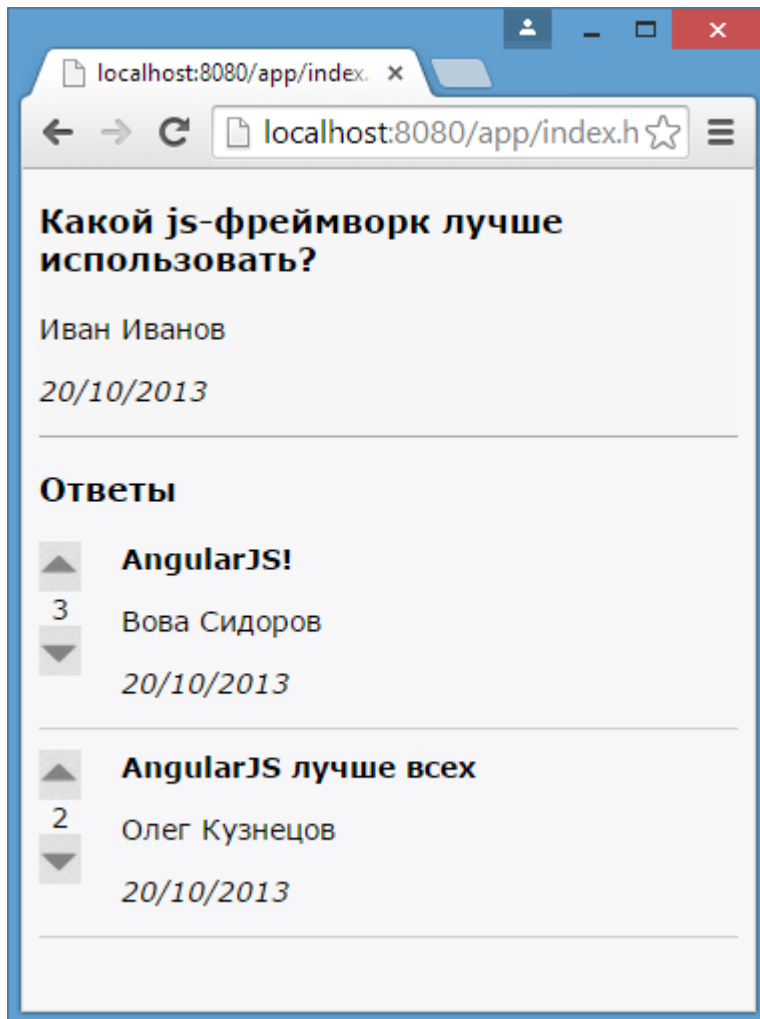 localhost:8080/app/index.
localhost:8080/app/index.h
Какой js-фреймворк лучше
использовать?
Иван Иванов
20/10/2013
Ответы
AngularJS!
3
Вова Сидоров
20/10/2013
AngularJS лучше всех
2
Олег Кузнецов
20/10/2013